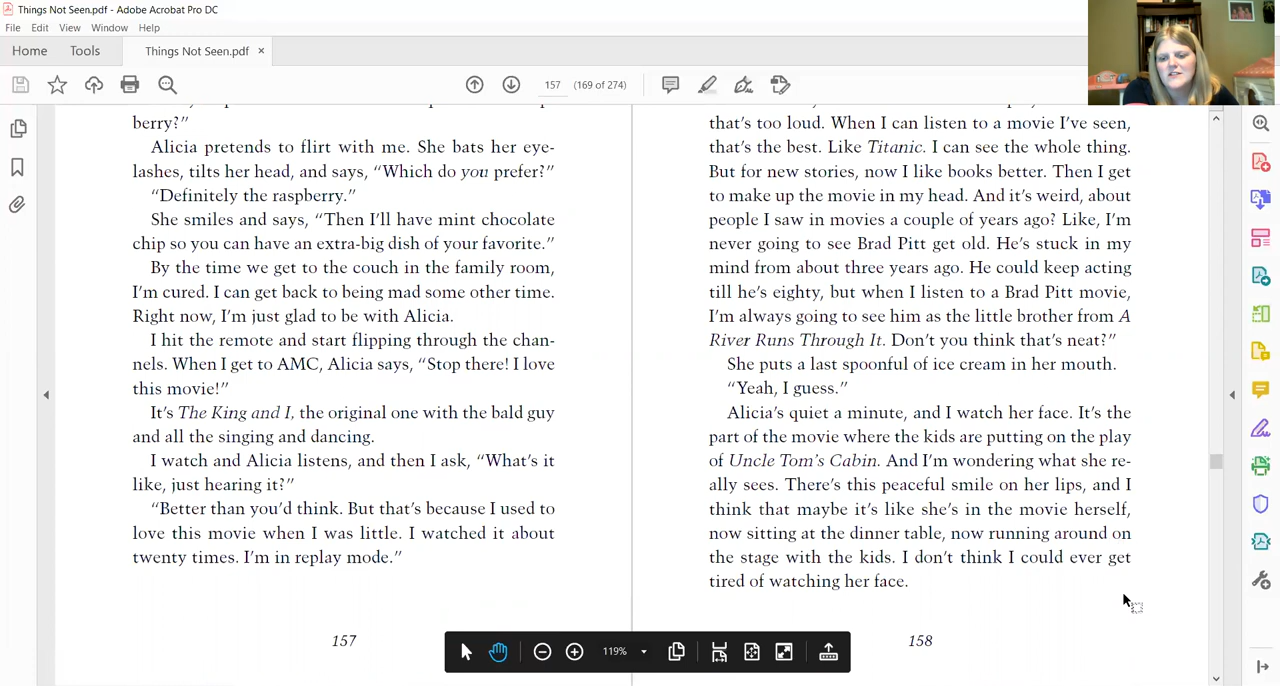 Things Not Seen.pdf - Adobe Acrobat Pro DC
File Edit View Window Help
Home Tools Things Not Seen.pdf ×
157 (169 of 274)
berry?”
Alicia pretends to flirt with me. She bats her eye-
lashes, tilts her head, and says, “Which do you prefer?”
“Definitely the raspberry.”
She smiles and says, “Then I’ll have mint chocolate
chip so you can have an extra-big dish of your favorite.”
By the time we get to the couch in the family room,
I’m cured. I can get back to being mad some other time.
Right now, I’m just glad to be with Alicia.
I hit the remote and start flipping through the chan-
nels. When I get to AMC, Alicia says, “Stop there! I love
this movie!”
It’s The King and I, the original one with the bald guy
and all the singing and dancing.
I watch and Alicia listens, and then I ask, “What’s it
like, just hearing it?”
“Better than you’d think. But that’s because I used to
love this movie when I was little. I watched it about
twenty times. I’m in replay mode.”
157
that’s too loud. When I can listen to a movie I’ve seen,
that’s the best. Like Titanic. I can see the whole thing.
But for new stories, now I like books better. Then I get
to make up the movie in my head. And it’s weird, about
people I saw in movies a couple of years ago? Like, I’m
never going to see Brad Pitt get old. He’s stuck in my
mind from about three years ago. He could keep acting
till he’s eighty, but when I listen to a Brad Pitt movie,
I’m always going to see him as the little brother from A
River Runs Through It. Don’t you think that’s neat?”
She puts a last spoonful of ice cream in her mouth.
“Yeah, I guess.”
Alicia’s quiet a minute, and I watch her face. It’s the
part of the movie where the kids are putting on the play
of Uncle Tom’s Cabin. And I’m wondering what she re-
ally sees. There’s this peaceful smile on her lips, and I
think that maybe it’s like she’s in the movie herself,
now sitting at the dinner table, now running around on
the stage with the kids. I don’t think I could ever get
tired of watching her face.
158
119%